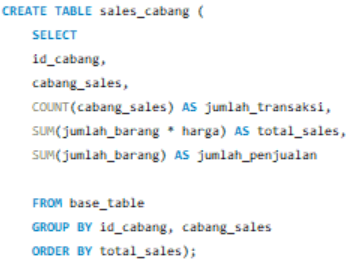 CREATE TABLE sales_cabang (
SELECT
id_cabang,
cabang_sales,
COUNT(cabang_sales) AS jumlah_transaksi,
SUM(jumlah_barang * harga) AS total_sales,
SUM(jumlah_barang) AS jumlah_penjualan
FROM base_table
GROUP BY id_cabang, cabang_sales
ORDER BY total_sales);